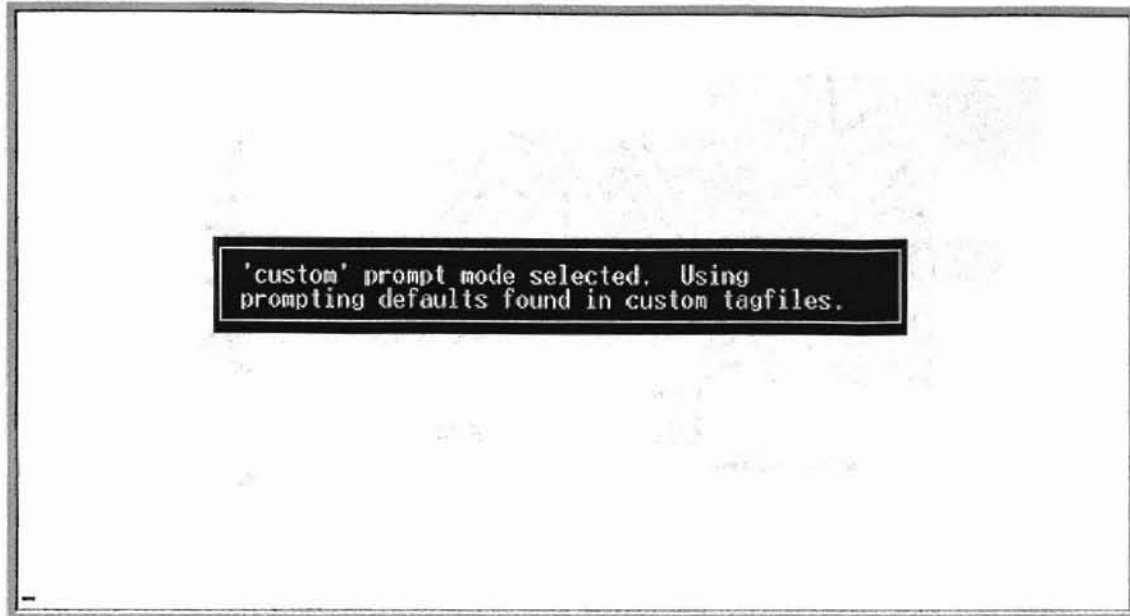 'custom' prompt mode selected.  Using
prompting defaults found in custom tagfiles.